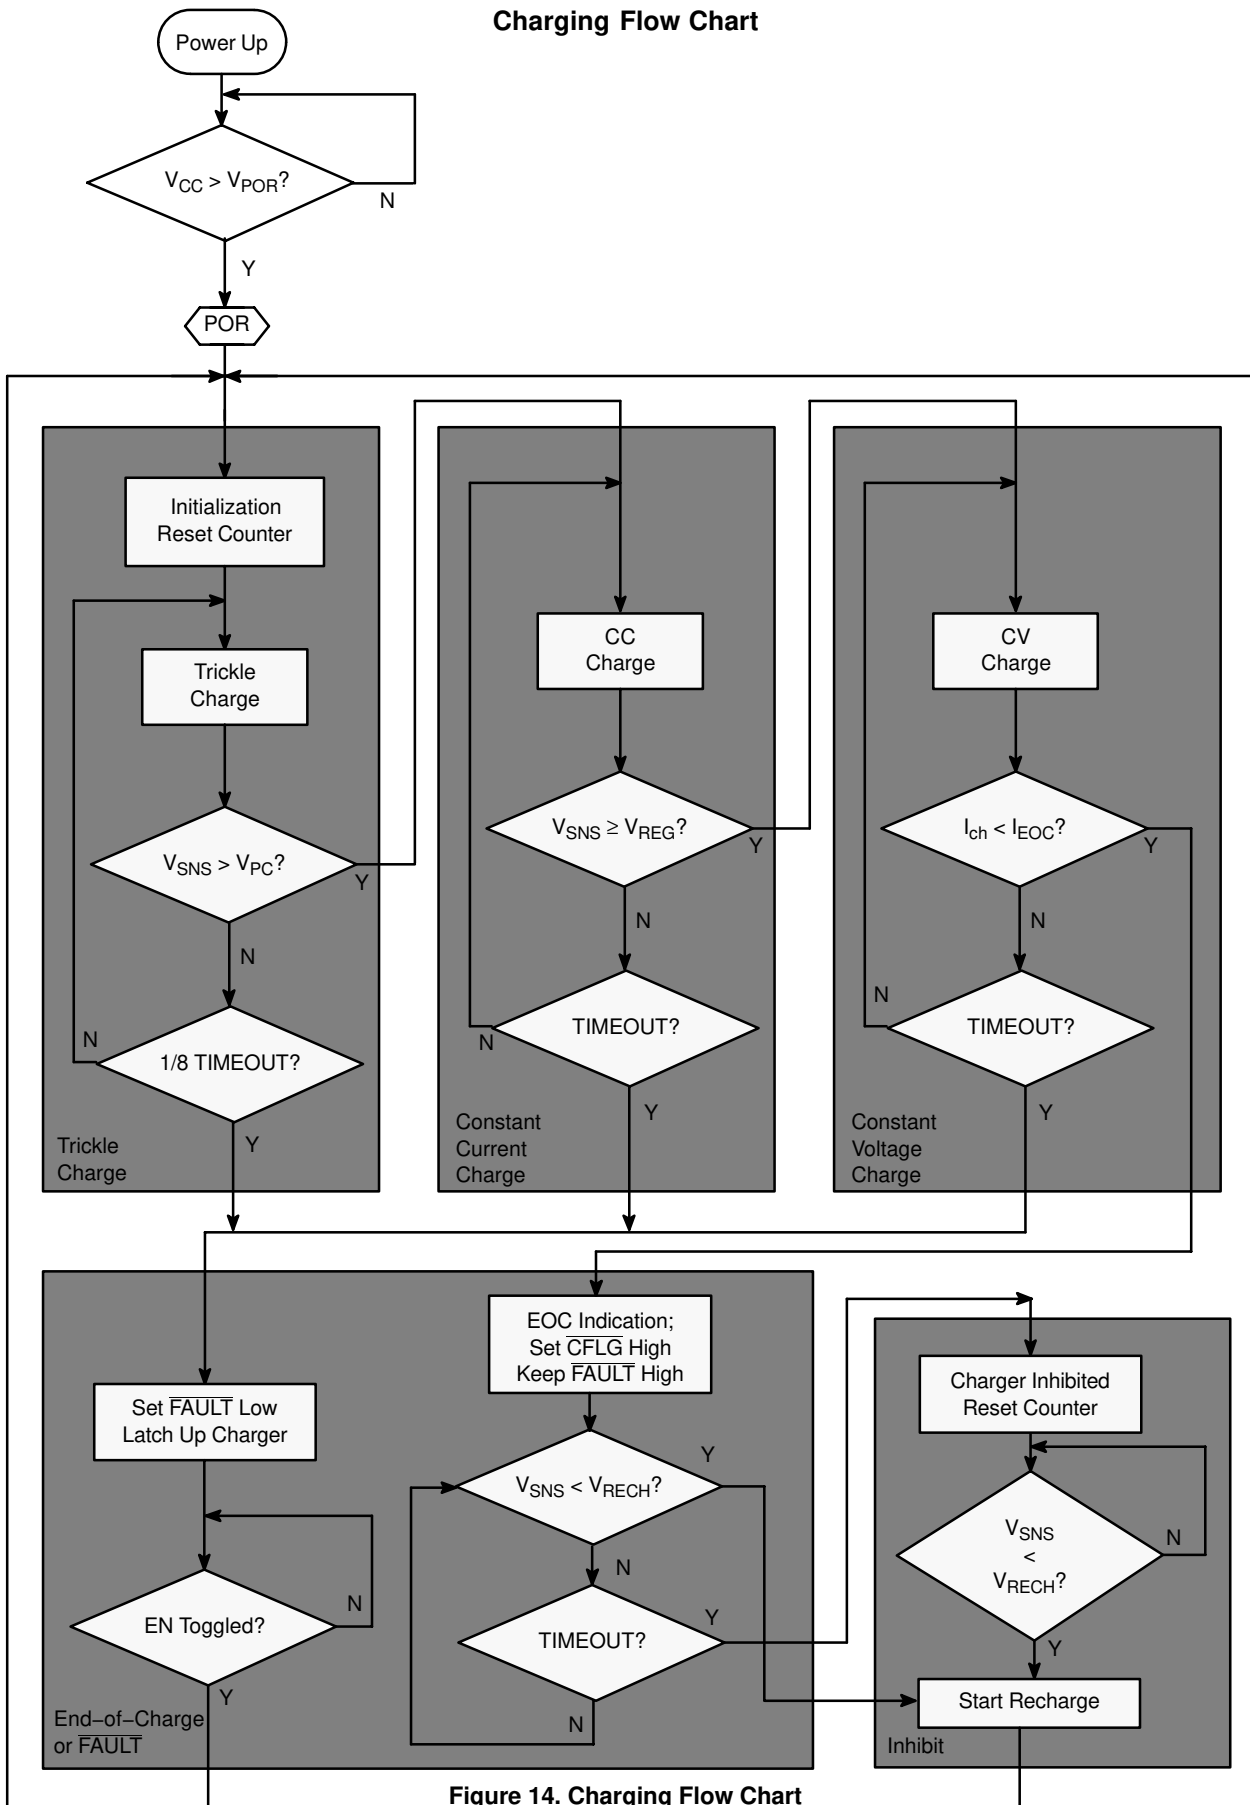 Charging Flow Chart
Power Up
VCC > VPOR?
N
Y
POR
Initialization
Reset Counter
Trickle
Charge
VSNS > VPC?
Y
N
1/8 TIMEOUT?
N
Y
Trickle
Charge
CC
Charge
VSNS ≥ VREG?
Y
N
TIMEOUT?
N
Y
Constant
Current
Charge
CV
Charge
Ich < IEOC?
Y
N
TIMEOUT?
N
Y
Constant
Voltage
Charge
Set FAULT Low
Latch Up Charger
EN Toggled?
N
Y
End−of−Charge
or FAULT
EOC Indication;
Set CFLG High
Keep FAULT High
VSNS < VRECH?
Y
N
TIMEOUT?
Y
N
Charger Inhibited
Reset Counter
VSNS
<
VRECH?
N
Y
Start Recharge
Inhibit
Figure 14. Charging Flow Chart